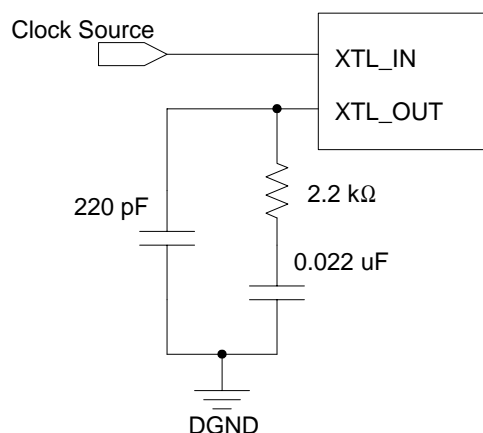 Clock Source
XTL_IN
XTL_OUT
220 pF
2.2 kΩ
0.022 uF
DGND